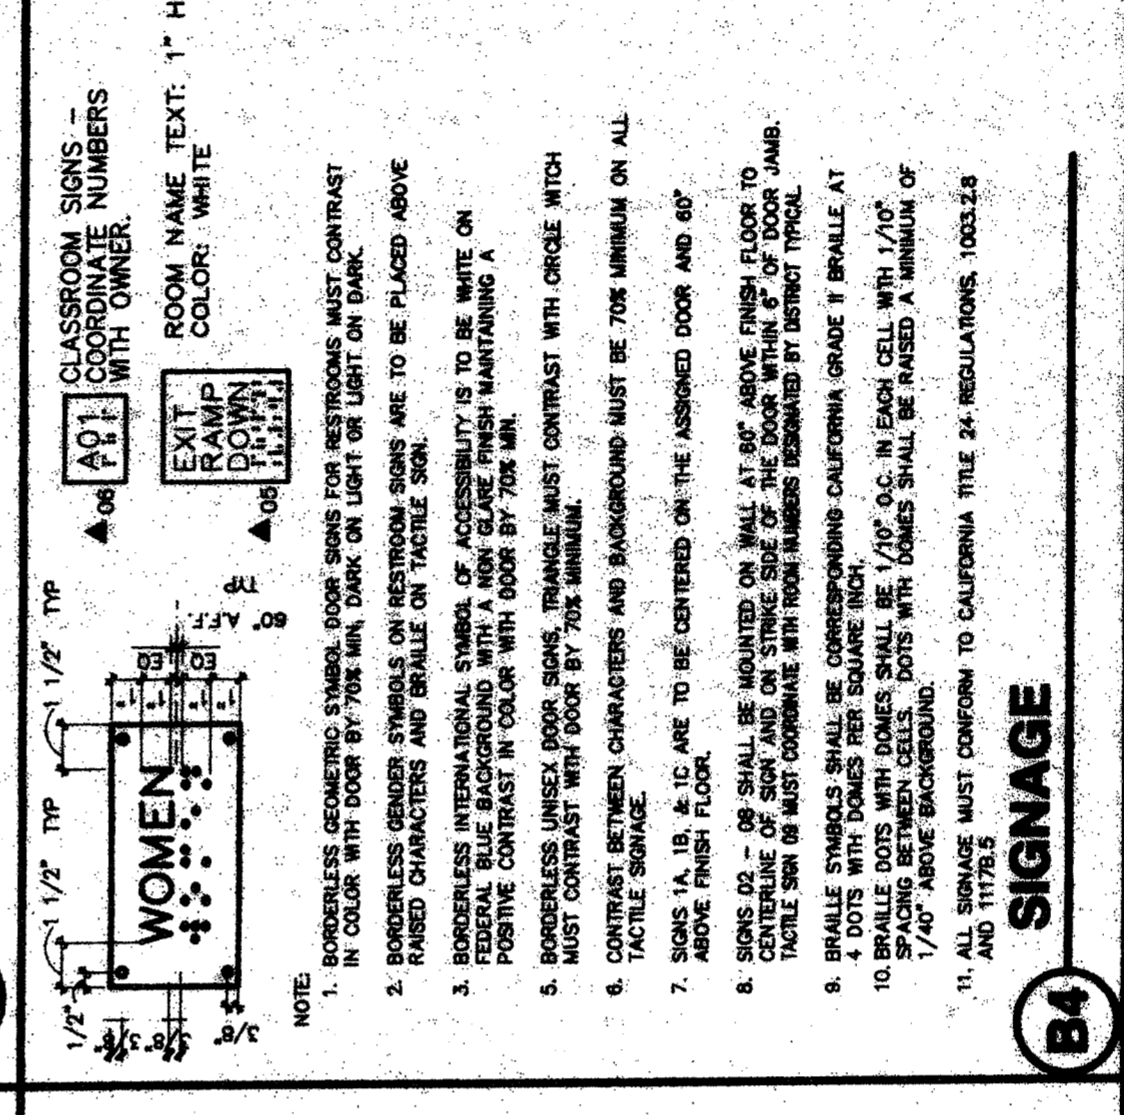 1 1/2" TYP
1 1/2" TYP
1/2"
3/8"
3/8"
3/8"
WOMEN
1"
1"
1"
1"
EQ
EQ
60" A.F.F.
TYP
A01
06
CLASSROOM SIGNS -
COORDINATE NUMBERS
WITH OWNER.
EXIT
RAMP
DOWN
05
ROOM NAME TEXT: 1" H
COLOR: WHITE
NOTE:
1. BORDERLESS GEOMETRIC SYMBOL DOOR SIGNS FOR RESTROOMS MUST CONTRAST
IN COLOR WITH DOOR BY 70% MIN, DARK ON LIGHT OR LIGHT ON DARK.
2. BORDERLESS GENDER SYMBOLS ON RESTROOM SIGNS ARE TO BE PLACED ABOVE
RAISED CHARACTERS AND BRAILLE ON TACTILE SIGN.
3. BORDERLESS INTERNATIONAL SYMBOL OF ACCESSIBILITY IS TO BE WHITE ON
FEDERAL BLUE BACKGROUND WITH A NON GLARE FINISH MAINTAINING A
POSITIVE CONTRAST IN COLOR WITH DOOR BY 70% MIN.
5. BORDERLESS UNISEX DOOR SIGNS, TRIANGLE MUST CONTRAST WITH CIRCLE WITCH
MUST CONTRAST WITH DOOR BY 70% MINIMUM.
6. CONTRAST BETWEEN CHARACTERS AND BACKGROUND MUST BE 70% MINIMUM ON ALL
TACTILE SIGNAGE.
7. SIGNS 1A, 1B, & 1C ARE TO BE CENTERED ON THE ASSIGNED DOOR AND 60"
ABOVE FINISH FLOOR.
8. SIGNS 02 - 08 SHALL BE MOUNTED ON WALL AT 60" ABOVE FINISH FLOOR TO
CENTERLINE OF SIGN AND ON STRIKE SIDE OF THE DOOR WITHIN 6" OF DOOR JAMB.
TACTILE SIGN 09 MUST COORDINATE WITH ROOM NUMBERS DESIGNATED BY DISTRICT TYPICAL
9. BRAILLE SYMBOLS SHALL BE CORRESPONDING CALIFORNIA GRADE II BRAILLE AT
4 DOTS WITH DOMES PER SQUARE INCH.
10. BRAILLE DOTS WITH DOMES SHALL BE 1/10" O.C. IN EACH CELL WITH 1/10"
SPACING BETWEEN CELLS. DOTS WITH DOMES SHALL BE RAISED A MINIMUM OF
1/40" ABOVE BACKGROUND.
11. ALL SIGNAGE MUST CONFORM TO CALIFORNIA TITLE 24 REGULATIONS, 1003.2.8
AND 1117B.5
B4
SIGNAGE